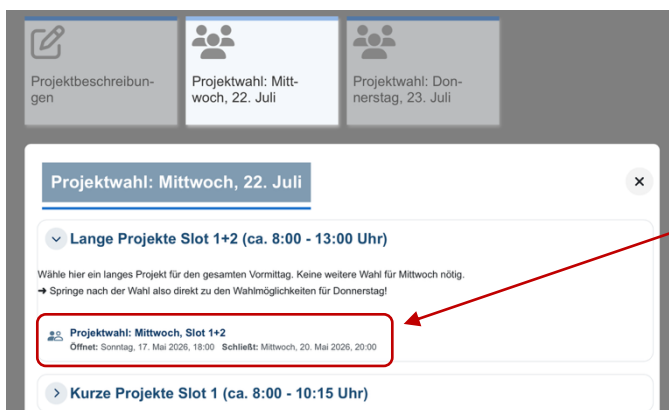 Projektbeschreibun-
gen
Projektwahl: Mitt-
woch, 22. Juli
Projektwahl: Don-
nerstag, 23. Juli
Projektwahl: Mittwoch, 22. Juli
Lange Projekte Slot 1+2 (ca. 8:00 - 13:00 Uhr)
Wähle hier ein langes Projekt für den gesamten Vormittag. Keine weitere Wahl für Mittwoch nötig.
➜ Springe nach der Wahl also direkt zu den Wahlmöglichkeiten für Donnerstag!
Projektwahl: Mittwoch, Slot 1+2
Öffnet: Sonntag, 17. Mai 2026, 18:00 Schließt: Mittwoch, 20. Mai 2026, 20:00
Kurze Projekte Slot 1 (ca. 8:00 - 10:15 Uhr)